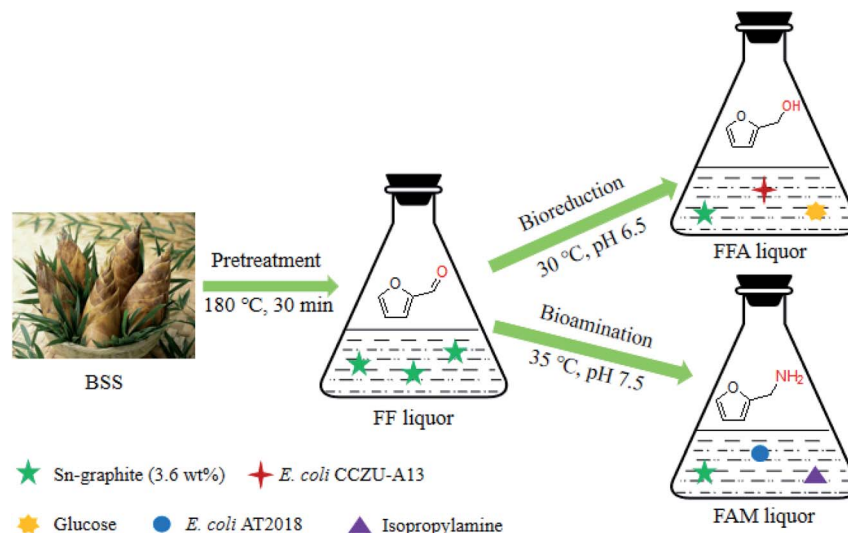 Pretreatment
180 °C, 30 min
BSS
O
O
FF liquor
Bioreduction
30 °C, pH 6.5
O
OH
FFA liquor
Bioamination
35 °C, pH 7.5
O
NH2
FAM liquor
Sn-graphite (3.6 wt%) E. coli CCZU-A13
Glucose E. coli AT2018 Isopropylamine